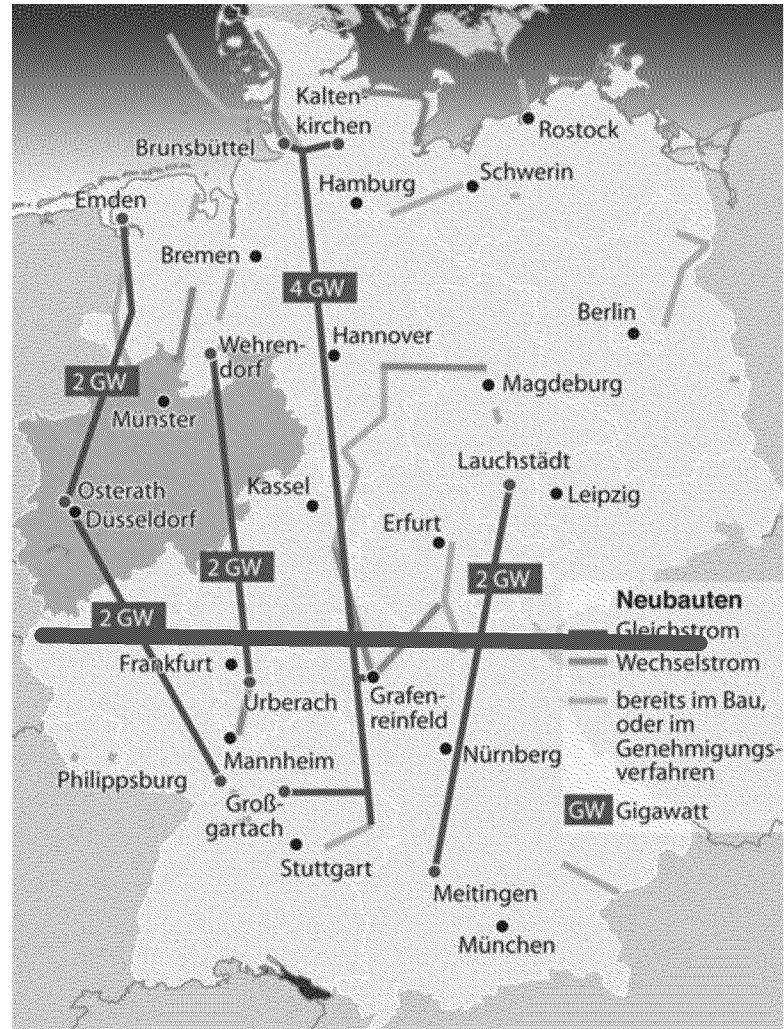 Kalten-
kirchen
Brunsbüttel
Rostock
Schwerin
Hamburg
Emden
Bremen
4 GW
Berlin
Hannover
Wehren-
dorf
2 GW
Magdeburg
Münster
Lauchstädt
Osterath
Kassel
Leipzig
Düsseldorf
Erfurt
2 GW
2 GW
2 GW
Neubauten
Gleichstrom
Frankfurt
Wechselstrom
Urberach
Grafen-
reinfeld
bereits im Bau,
oder im
Genehmigungs-
verfahren
Nürnberg
Mannheim
Philippsburg
Groß-
gartach
GW Gigawatt
Stuttgart
Meitingen
München